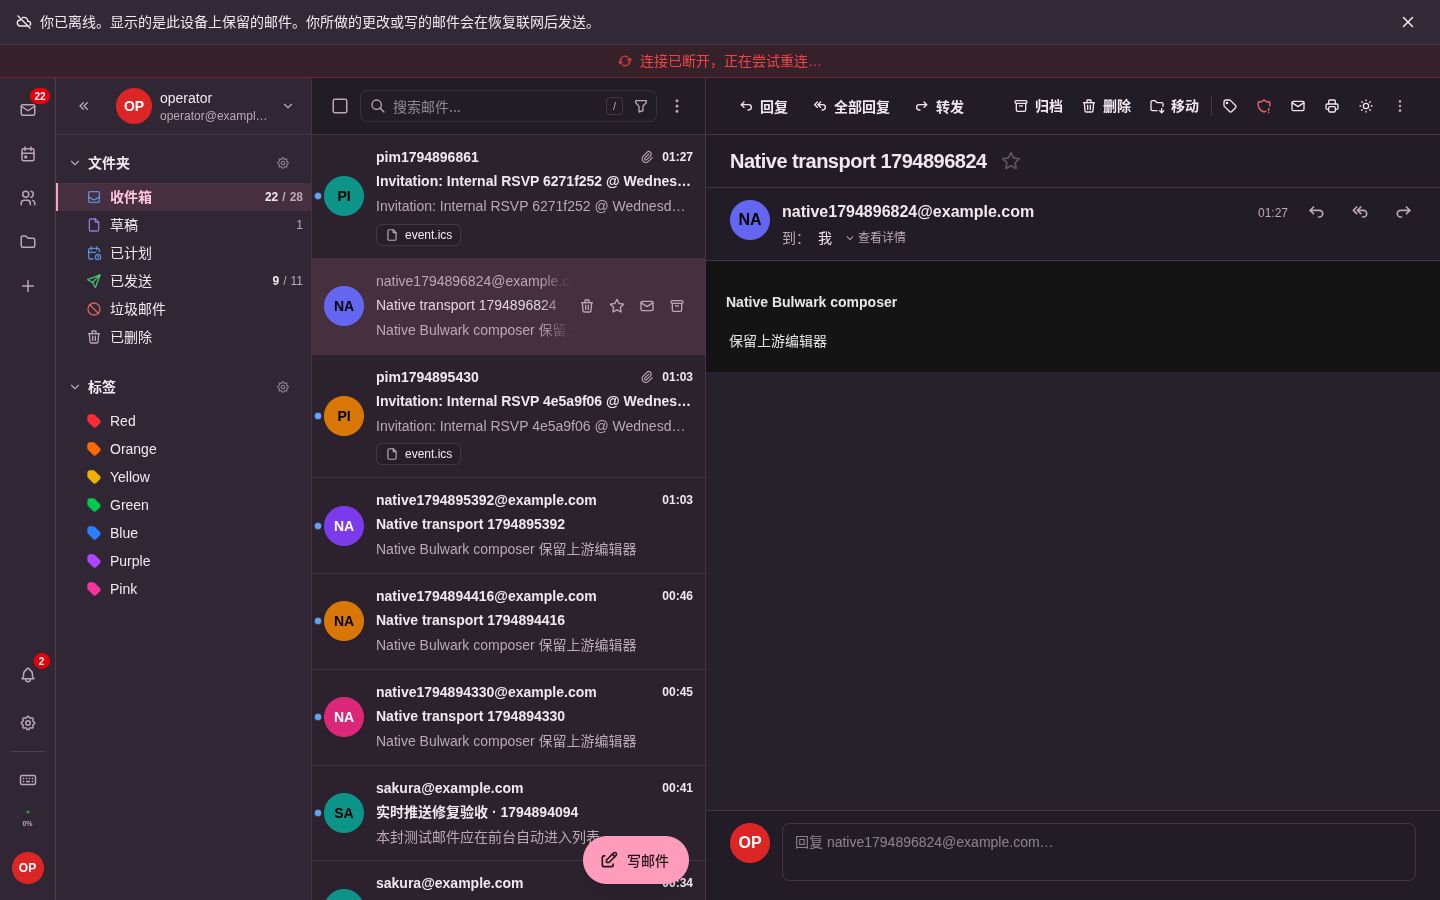 你已离线。显示的是此设备上保留的邮件。你所做的更改或写的邮件会在恢复联网后发送。
连接已断开，正在尝试重连…
22
OP
operator
operator@exampl…
文件夹
收件箱 22 / 28
草稿 1
已计划
已发送 9 / 11
垃圾邮件
已删除
标签
Red
Orange
Yellow
Green
Blue
Purple
Pink
2
0%
OP
搜索邮件... /
PI
pim1794896861 01:27
Invitation: Internal RSVP 6271f252 @ Wednes…
Invitation: Internal RSVP 6271f252 @ Wednesd…
event.ics
NA
native1794896824@example.c
Native transport 1794896824
Native Bulwark composer 保留
PI
pim1794895430 01:03
Invitation: Internal RSVP 4e5a9f06 @ Wednes…
Invitation: Internal RSVP 4e5a9f06 @ Wednesd…
event.ics
NA
native1794895392@example.com 01:03
Native transport 1794895392
Native Bulwark composer 保留上游编辑器
NA
native1794894416@example.com 00:46
Native transport 1794894416
Native Bulwark composer 保留上游编辑器
NA
native1794894330@example.com 00:45
Native transport 1794894330
Native Bulwark composer 保留上游编辑器
SA
sakura@example.com 00:41
实时推送修复验收 · 1794894094
本封测试邮件应在前台自动进入列表
sakura@example.com
写邮件
回复 全部回复 转发 归档 删除 移动
Native transport 1794896824
NA
native1794896824@example.com 01:27
到： 我 查看详情
Native Bulwark composer
保留上游编辑器
OP
回复 native1794896824@example.com…